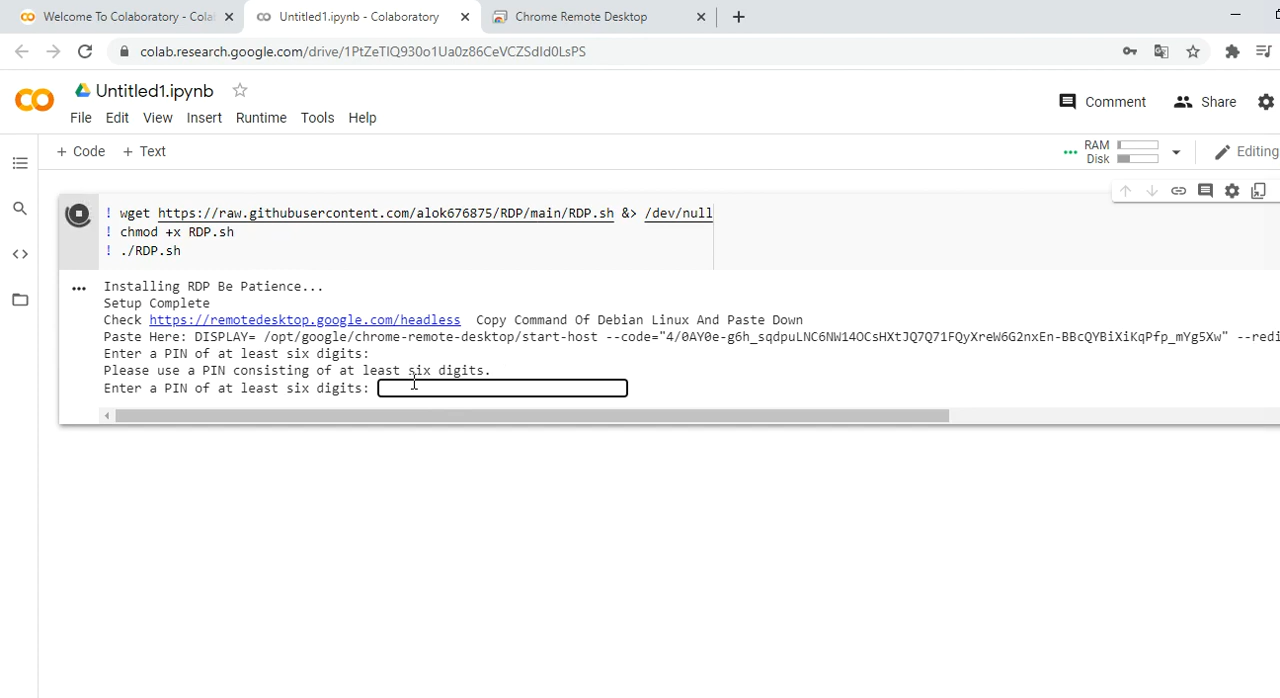 Welcome To Colaboratory - Cola
Untitled1.ipynb - Colaboratory
Chrome Remote Desktop
colab.research.google.com/drive/1PtZeTlQ930o1Ua0z86CeVCZSdId0LsPS
Untitled1.ipynb
Comment
Share
File Edit View Insert Runtime Tools Help
+ Code + Text
RAM
Disk
Editing
! wget https://raw.githubusercontent.com/alok676875/RDP/main/RDP.sh &> /dev/null
! chmod +x RDP.sh
! ./RDP.sh
Installing RDP Be Patience...
Setup Complete
Check https://remotedesktop.google.com/headless Copy Command Of Debian Linux And Paste Down
Paste Here: DISPLAY= /opt/google/chrome-remote-desktop/start-host --code="4/0AY0e-g6h_sqdpuLNC6NW14OCsHXtJQ7Q71FQyXreW6G2nxEn-BBcQYBiXiKqPfp_mYg5Xw" --redi
Enter a PIN of at least six digits:
Please use a PIN consisting of at least six digits.
Enter a PIN of at least six digits: